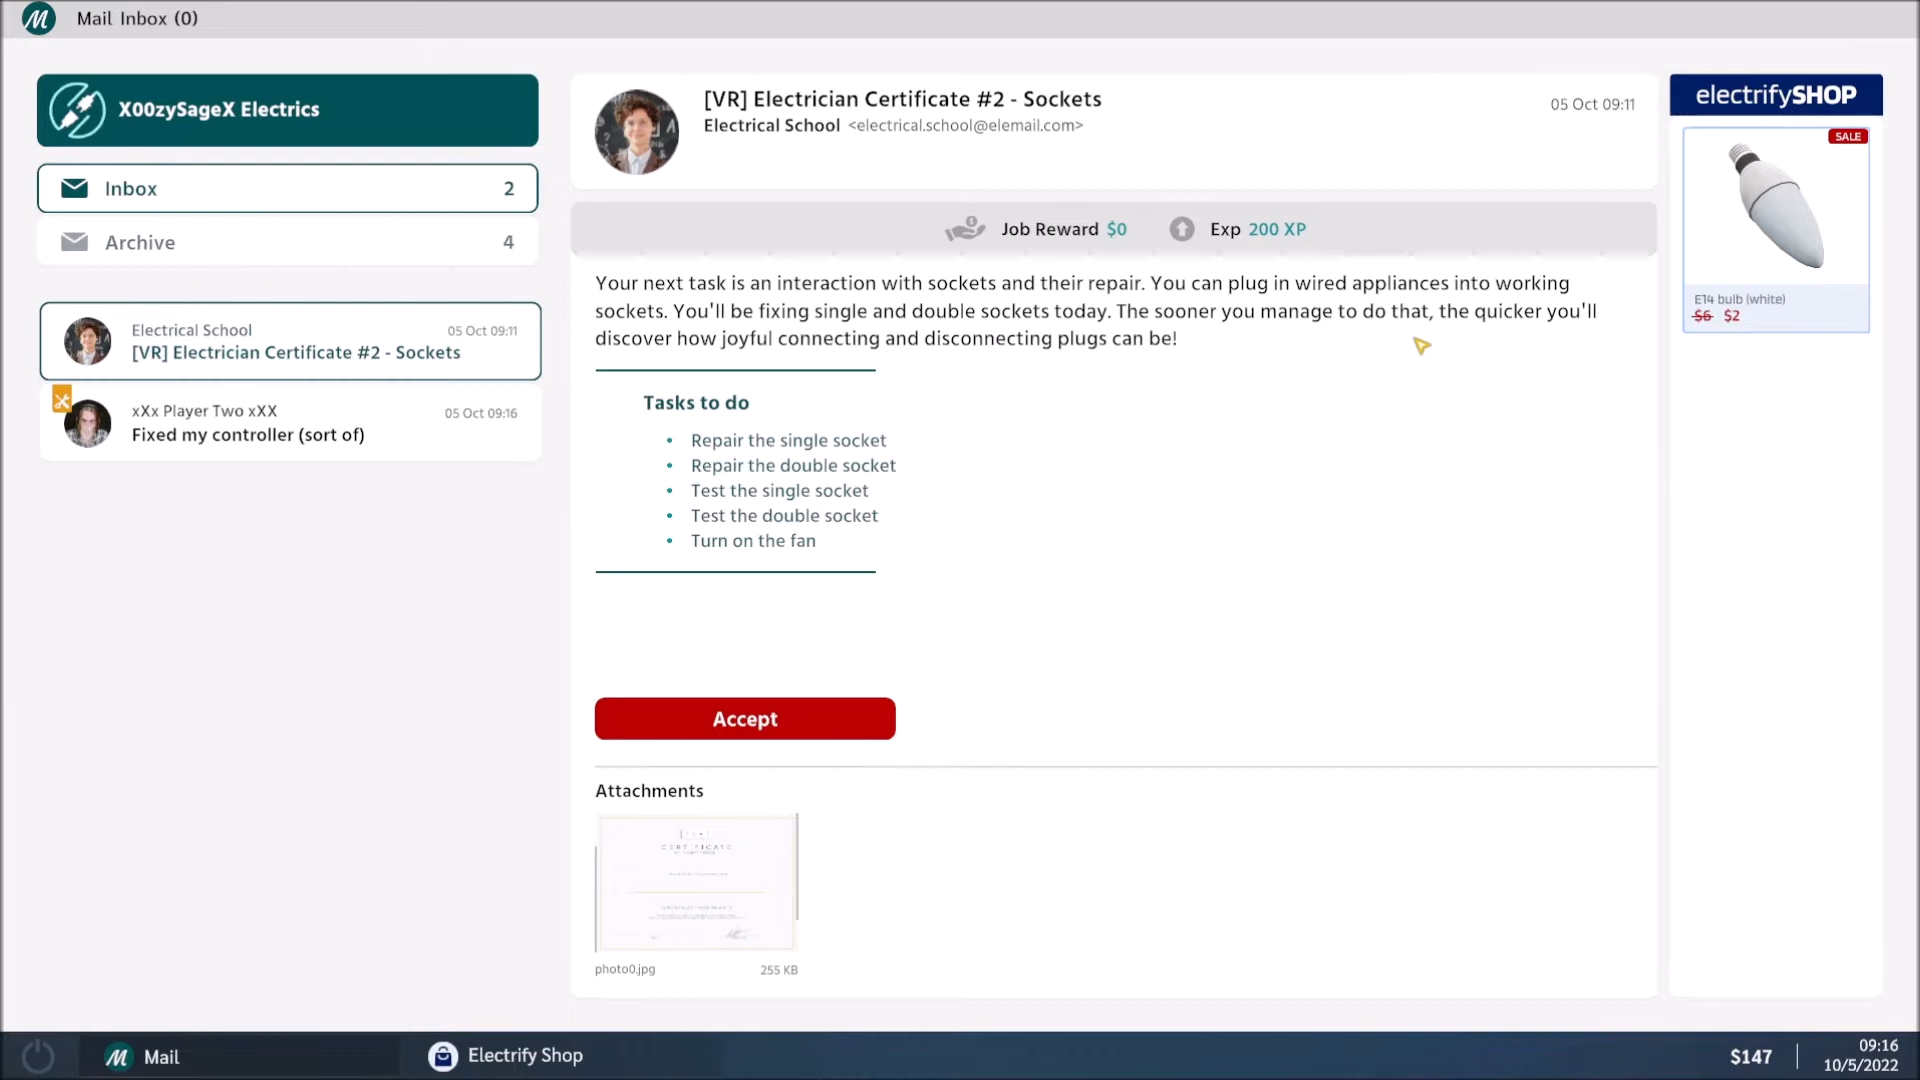 Mail Inbox (0)
X00zySageX Electrics
Inbox 2
Archive 4
Electrical School 05 Oct 09:11
[VR] Electrician Certificate #2 - Sockets
xXx Player Two xXX 05 Oct 09:16
Fixed my controller (sort of)
[VR] Electrician Certificate #2 - Sockets
Electrical School <electrical.school@elemail.com>
05 Oct 09:11
Job Reward $0 Exp 200 XP
Your next task is an interaction with sockets and their repair. You can plug in wired appliances into working
sockets. You'll be fixing single and double sockets today. The sooner you manage to do that, the quicker you'll
discover how joyful connecting and disconnecting plugs can be!
Tasks to do
• Repair the single socket
• Repair the double socket
• Test the single socket
• Test the double socket
• Turn on the fan
Accept
Attachments
CERTIFICATE
photo0.jpg 255 KB
electrifySHOP
SALE
E14 bulb (white)
$6 $2
Mail
Electrify Shop
$147
09:16
10/5/2022